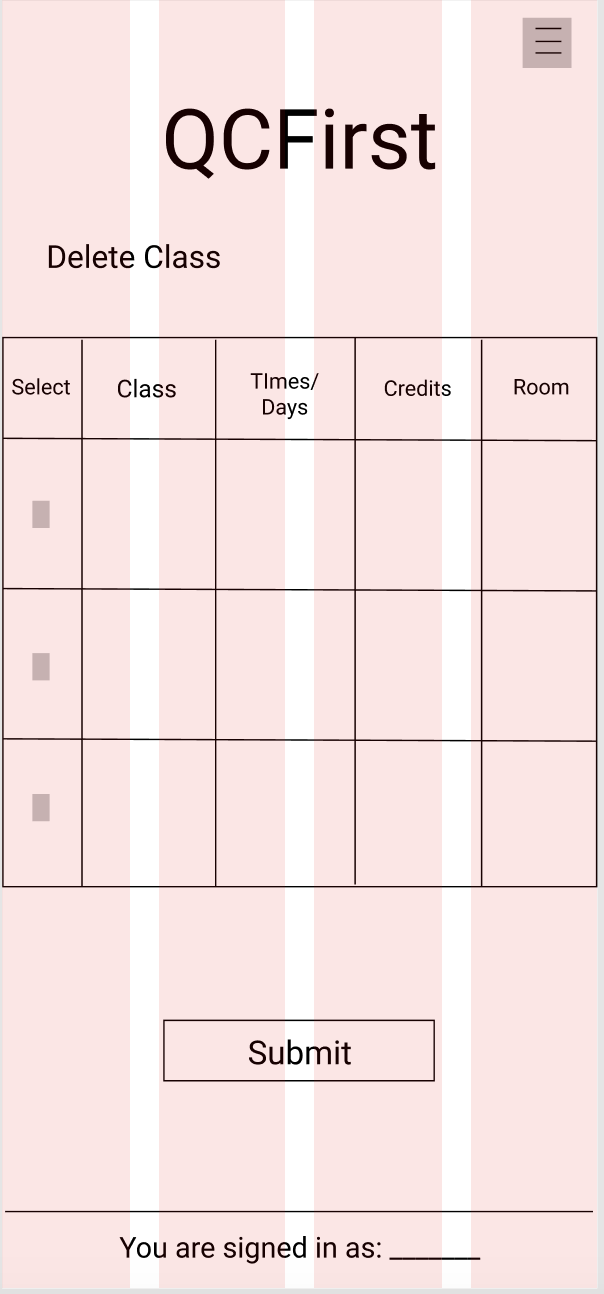 QCFirst
Delete Class
Select
Class
TImes/
Days
Credits
Room
Submit
You are signed in as: _______